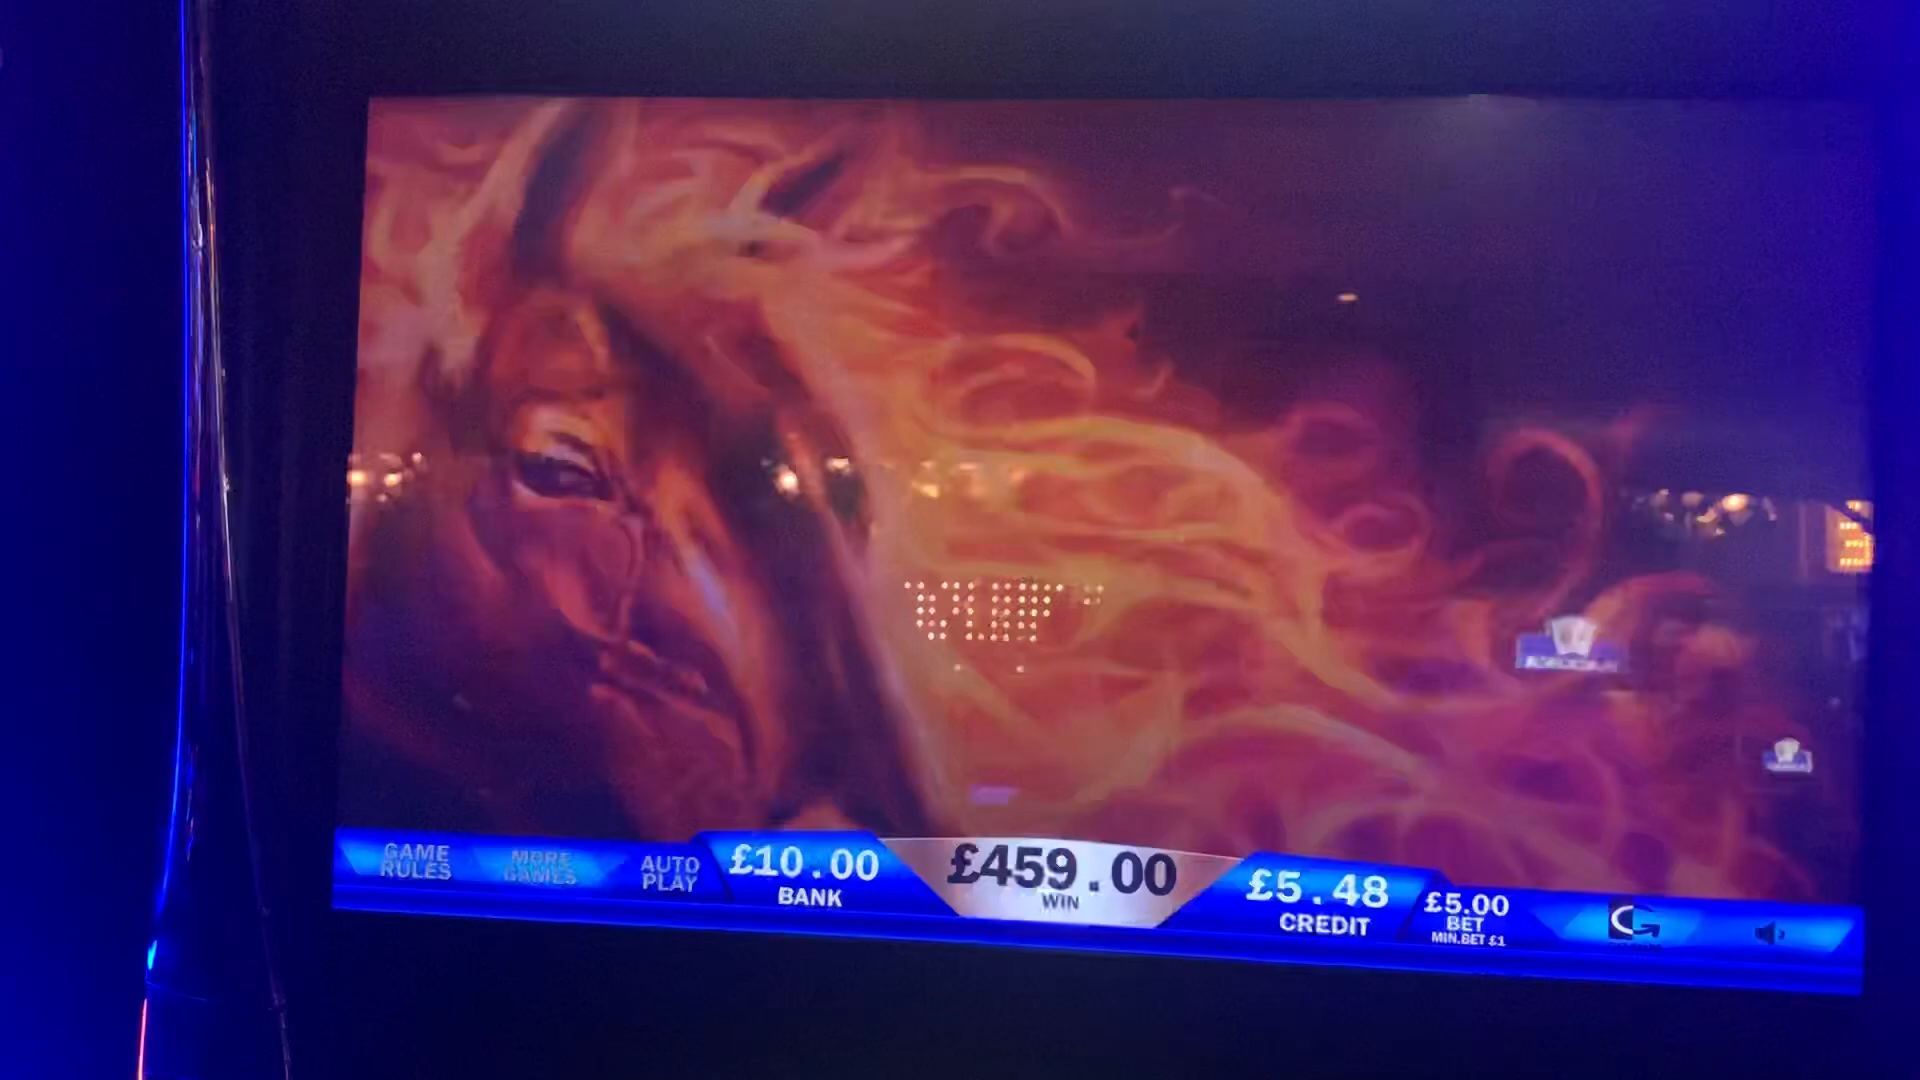 GAME
RULES
MORE
GAMES
AUTO
PLAY
£10.00
BANK
£459.00
WIN
£5.48
CREDIT
£5.00
BET
MIN.BET £1